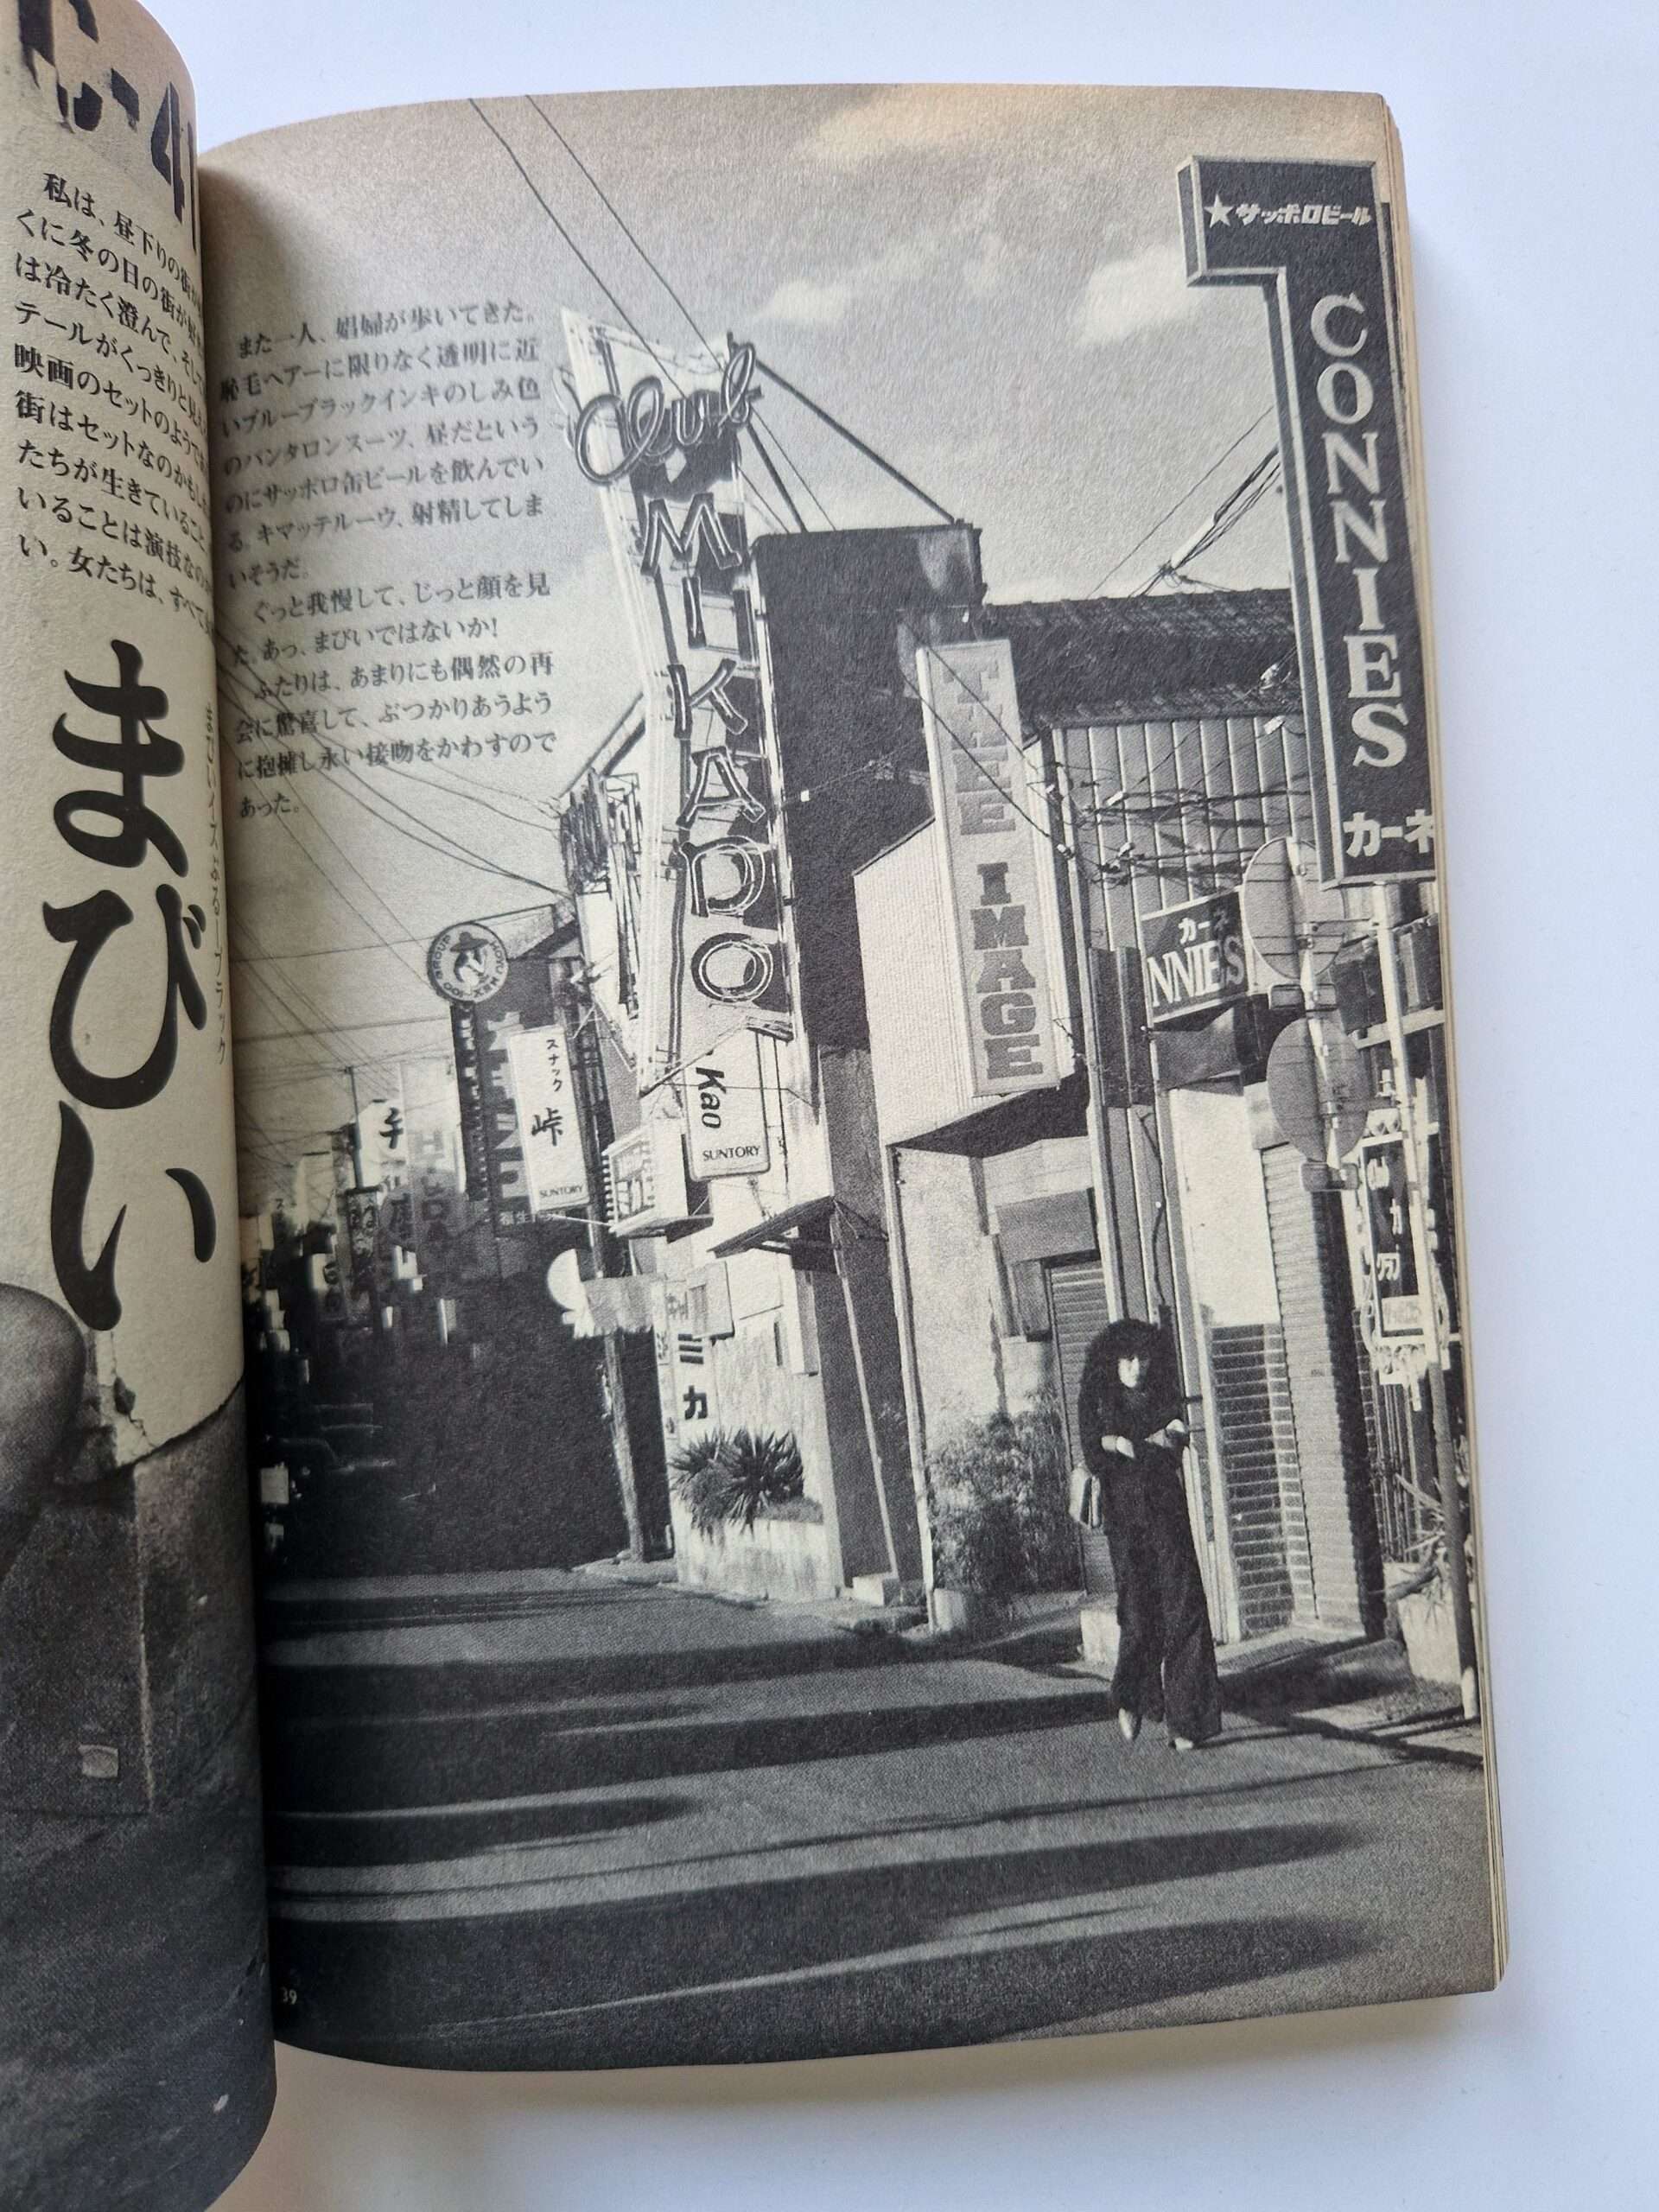 私は、昼下りの街が
くに冬の日の街が好
は冷たく澄んで、そして
テールがくっきりと見え
映画のセットのようであ
街はセットなのかもし
たちが生きていること
いることは演技なの
い。女たちは、すべて
まびい
また一人、娼婦が歩いてきた。
恥毛ヘアーに限りなく透明に近
いブルーブラックインキのしみ色
のパンタロンスーツ、昼だという
のにサッポロ缶ビールを飲んでい
る。キマッテルーウ、射精してしま
いそうだ。
ぐっと我慢して、じっと顔を見
た。あっ、まびいではないか!
ふたりは、あまりにも偶然の再
会に驚喜して、ぶつかりあうよう
に抱擁し永い接吻をかわすので
あった。
★サッポロビール
CONNIES
カーネ
Club
MIKADO
THE IMAGE
カーネ
NNIES
スナック
峠
SUNTORY
Kao
SUNTORY
ミカ
39